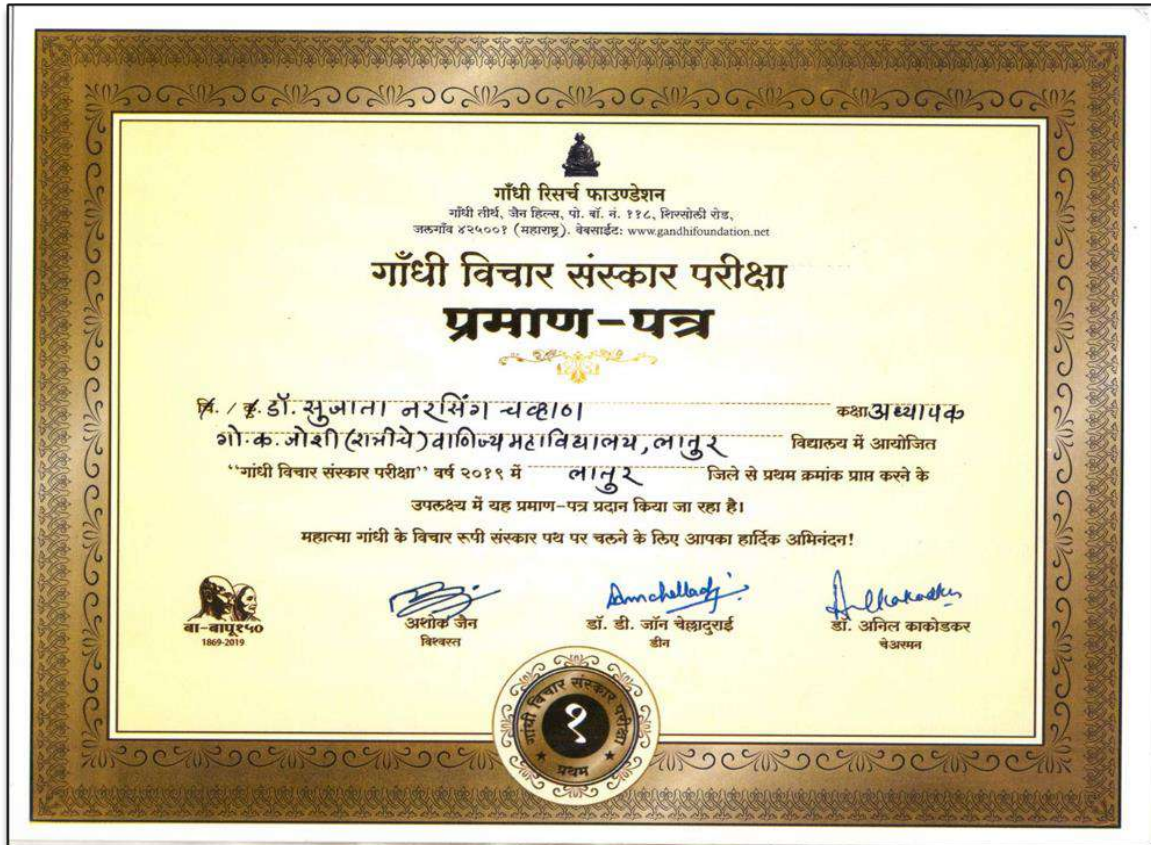 गाँधी रिसर्च फाउण्डेशन
गाँधी तीर्थ, जैन हिल्स, पो. बॉ. नं. ११८, शिरसोली रोड,
जलगाँव ४२५००१ (महाराष्ट्र). वेबसाईट: www.gandhifoundation.net
गाँधी विचार संस्कार परीक्षा
प्रमाण-पत्र
चि. / कु. डॉ. सुजाता नरसिंग चव्हाण कक्षा अध्यापक
गो. क. जोशी (रात्रीचे) वाणिज्य महाविद्यालय, लातुर विद्यालय में आयोजित
“गांधी विचार संस्कार परीक्षा” वर्ष २०१९ में लातुर जिले से प्रथम क्रमांक प्राप्त करने के
उपलक्ष्य में यह प्रमाण-पत्र प्रदान किया जा रहा है।
महात्मा गांधी के विचार रूपी संस्कार पथ पर चलने के लिए आपका हार्दिक अभिनंदन!
बा-बापू१५०
1869-2019
अशोक जैन
विश्वस्त
डॉ. डी. जॉन चेल्लादुराई
डीन
डॉ. अनिल काकोडकर
चेअरमन
गांधी विचार संस्कार परीक्षा
१
प्रथम